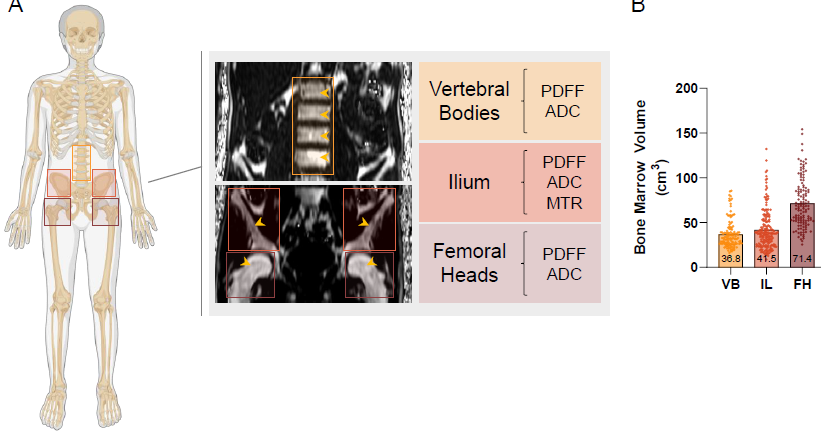 A
Vertebral
Bodies
PDFF
ADC
Ilium
PDFF
ADC
MTR
Femoral
Heads
PDFF
ADC
B
Bone Marrow Volume
(cm³)
200
150
100
50
0
36.8
41.5
71.4
VB
IL
FH